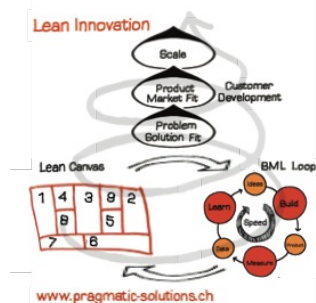 Lean Innovation
Scale
Product
Market Fit
Customer
Development
Problem
Solution Fit
Lean Canvas
BML Loop
1 4 3 9 2
8 5
7 6
Ideas
Learn
Build
Speed
Data
Product
Measure
www.pragmatic-solutions.ch